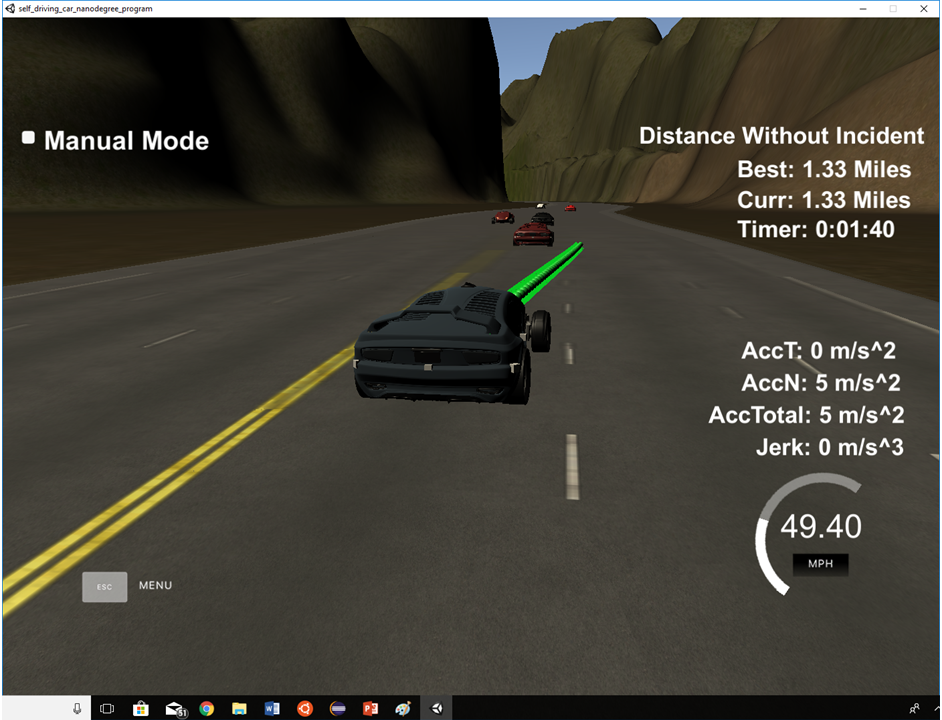 self_driving_car_nanodegree_program
Manual Mode
Distance Without Incident
Best: 1.33 Miles
Curr: 1.33 Miles
Timer: 0:01:40
AccT: 0 m/s^2
AccN: 5 m/s^2
AccTotal: 5 m/s^2
Jerk: 0 m/s^3
49.40
MPH
ESC
MENU
51